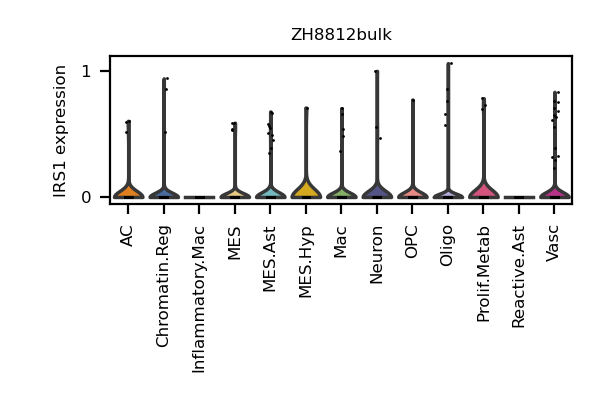 ZH8812bulk
IRS1 expression
1
0
AC
Chromatin.Reg
Inflammatory.Mac
MES
MES.Ast
MES.Hyp
Mac
Neuron
OPC
Oligo
Prolif.Metab
Reactive.Ast
Vasc